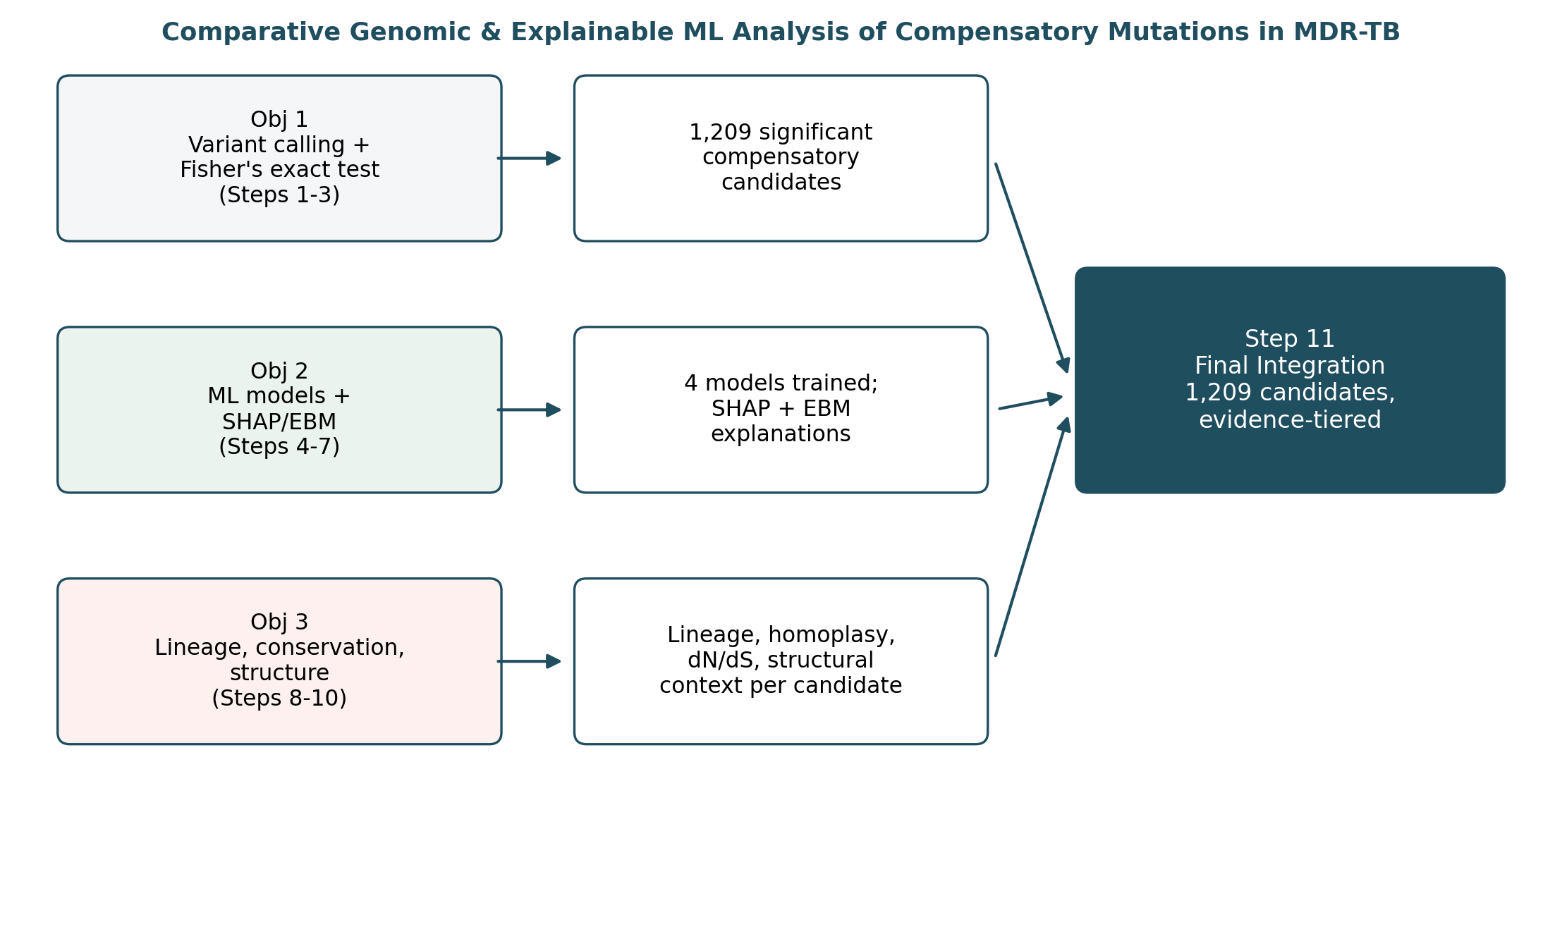 Comparative Genomic & Explainable ML Analysis of Compensatory Mutations in MDR-TB
Obj 1
Variant calling +
Fisher's exact test
(Steps 1-3)
1,209 significant
compensatory
candidates
Obj 2
ML models +
SHAP/EBM
(Steps 4-7)
4 models trained;
SHAP + EBM
explanations
Obj 3
Lineage, conservation,
structure
(Steps 8-10)
Lineage, homoplasy,
dN/dS, structural
context per candidate
Step 11
Final Integration
1,209 candidates,
evidence-tiered